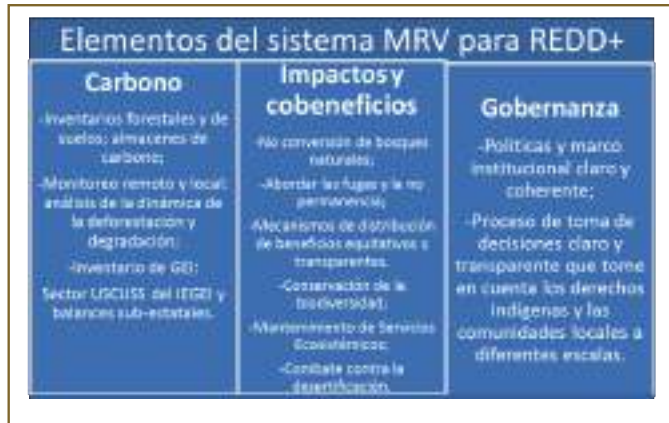 Elementos del sistema MRV para REDD+
Carbono
-Inventarios forestales y de
suelos: almacenes de
carbono;
-Monitoreo remoto y local:
análisis de la dinámica de
la deforestación y
degradación;
-Inventario de GEI:
Sector USCUSS del IEGEI y
balances sub-estatales.
Impactos y
cobeneficios
-No conversión de bosques
naturales;
-Abordar las fugas y la no
permanencia;
-Mecanismos de distribución
de beneficios equitativos y
transparentes.
-Conservación de la
biodiversidad;
-Mantenimiento de Servicios
Ecosistémicos;
-Combate contra la
desertificación.
Gobernanza
-Políticas y marco
institucional claro y
coherente;
-Proceso de toma de
decisiones claro y
transparente que tome
en cuenta los derechos
indígenas y las
comunidades locales a
diferentes escalas.